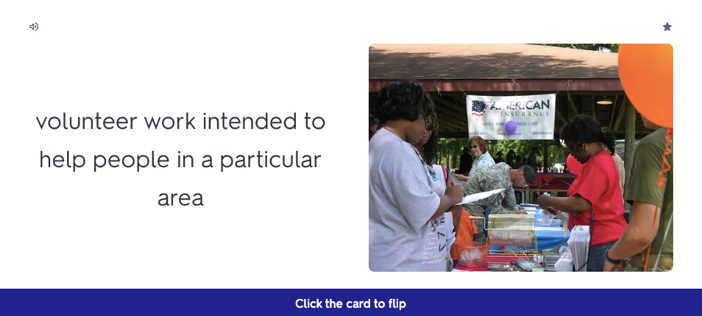 volunteer work intended to
help people in a particular
area
AMERICAN
INSURANCE
Click the card to flip